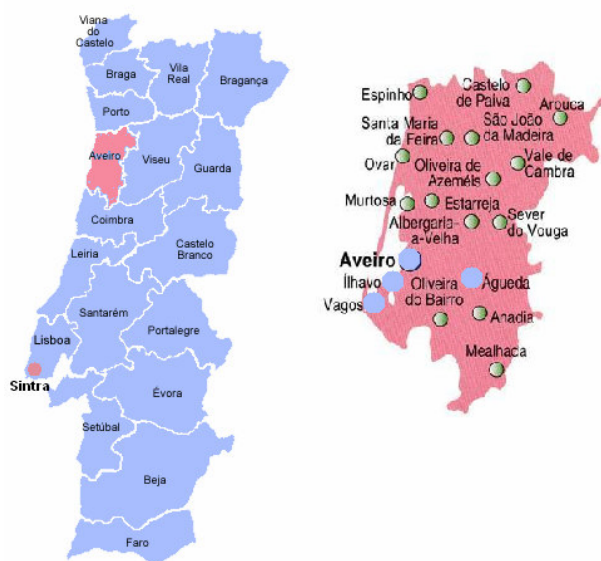 Viana
do
Castelo
Braga
Vila
Real
Bragança
Porto
Aveiro
Viseu
Guarda
Coimbra
Castelo
Branco
Leiria
Santarém
Portalegre
Lisboa
Sintra
Évora
Setúbal
Beja
Faro
Espinho
Castelo
de Paiva
Arouca
Santa Maria
da Feira
São João
da Madeira
Ovar
Oliveira de
Azeméis
Vale de
Cambra
Murtosa
Estarreja
Albergaria-
a-Velha
Sever
do Vouga
Aveiro
Ílhavo
Oliveira
do Bairro
Águeda
Vagos
Anadia
Mealhada